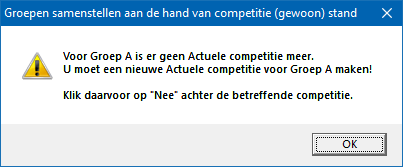 Groepen samenstellen aan de hand van competitie (gewoon) stand
Voor Groep A is er geen Actuele competitie meer.
U moet een nieuwe Actuele competitie voor Groep A maken!
Klik daarvoor op "Nee" achter de betreffende competitie.
OK